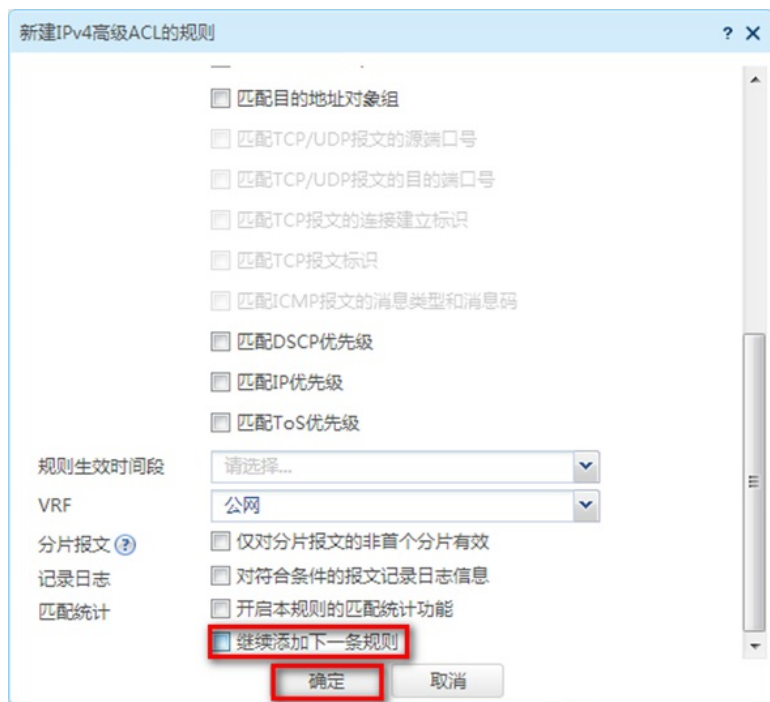 新建IPv4高级ACL的规则 ?
匹配目的地址对象组
匹配TCP/UDP报文的源端口号
匹配TCP/UDP报文的目的端口号
匹配TCP报文的连接建立标识
匹配TCP报文标识
匹配ICMP报文的消息类型和消息码
匹配DSCP优先级
匹配IP优先级
匹配ToS优先级
规则生效时间段 请选择...
VRF 公网
分片报文 ? 仅对分片报文的非首个分片有效
记录日志 对符合条件的报文记录日志信息
匹配统计 开启本规则的匹配统计功能
继续添加下一条规则
确定 取消